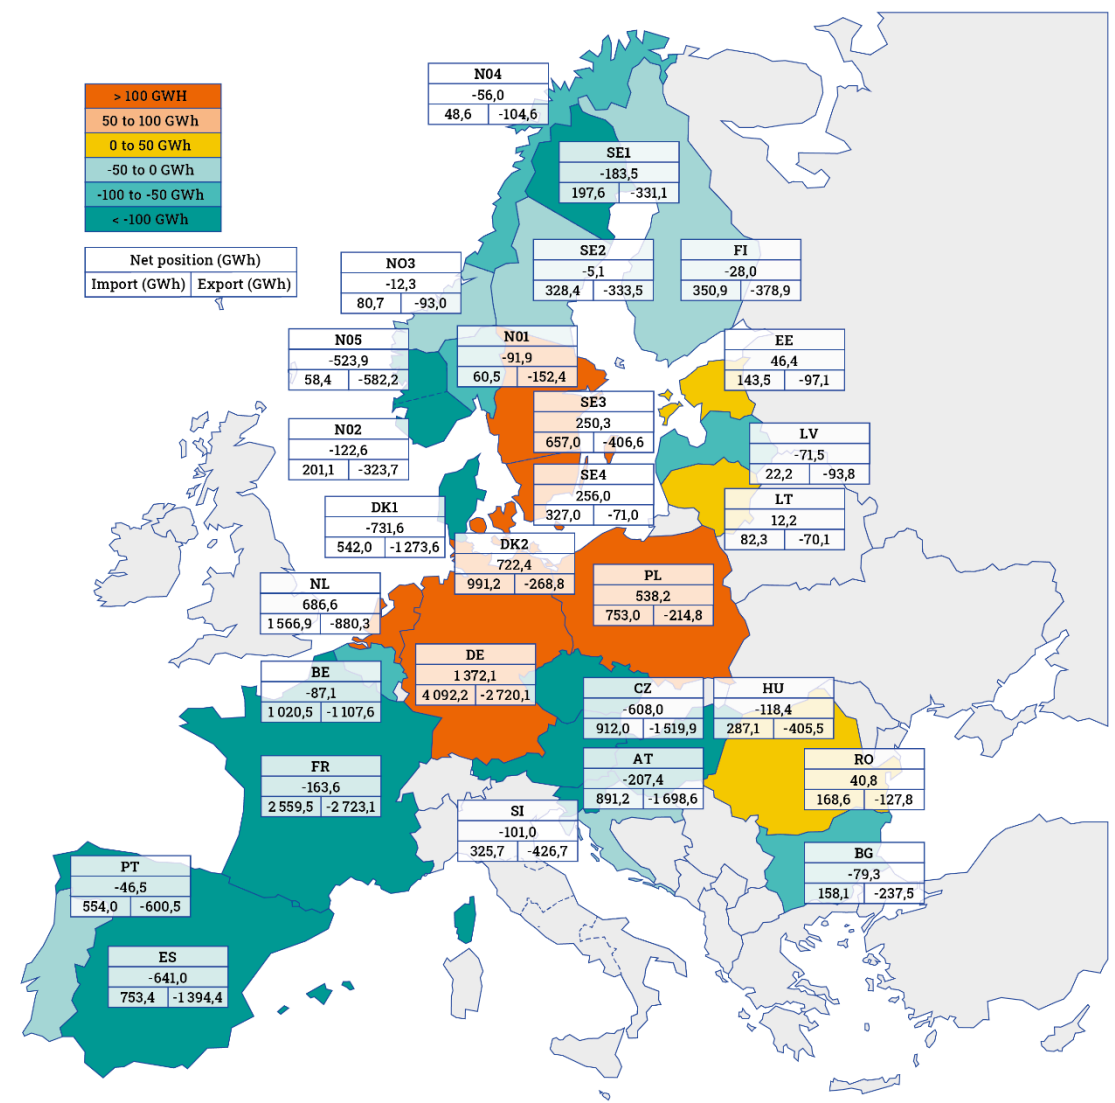 > 100 GWH
50 to 100 GWh
0 to 50 GWh
-50 to 0 GWh
-100 to -50 GWh
< -100 GWh
Net position (GWh)
Import (GWh) Export (GWh)
N04
-56,0
48,6 -104,6
SE1
-183,5
197,6 -331,1
SE2
-5,1
328,4 -333,5
FI
-28,0
350,9 -378,9
NO3
-12,3
80,7 -93,0
N05
-523,9
58,4 -582,2
N01
-91,9
60,5 -152,4
EE
46,4
143,5 -97,1
SE3
250,3
657,0 -406,6
N02
-122,6
201,1 -323,7
LV
-71,5
22,2 -93,8
SE4
256,0
327,0 -71,0
LT
12,2
82,3 -70,1
DK1
-731,6
542,0 -1 273,6
DK2
722,4
991,2 -268,8
PL
538,2
753,0 -214,8
NL
686,6
1 566,9 -880,3
DE
1 372,1
4 092,2 -2 720,1
BE
-87,1
1 020,5 -1 107,6
CZ
-608,0
912,0 -1 519,9
HU
-118,4
287,1 -405,5
FR
-163,6
2 559,5 -2 723,1
AT
-207,4
891,2 -1 698,6
RO
40,8
168,6 -127,8
SI
-101,0
325,7 -426,7
BG
-79,3
158,1 -237,5
PT
-46,5
554,0 -600,5
ES
-641,0
753,4 -1 394,4